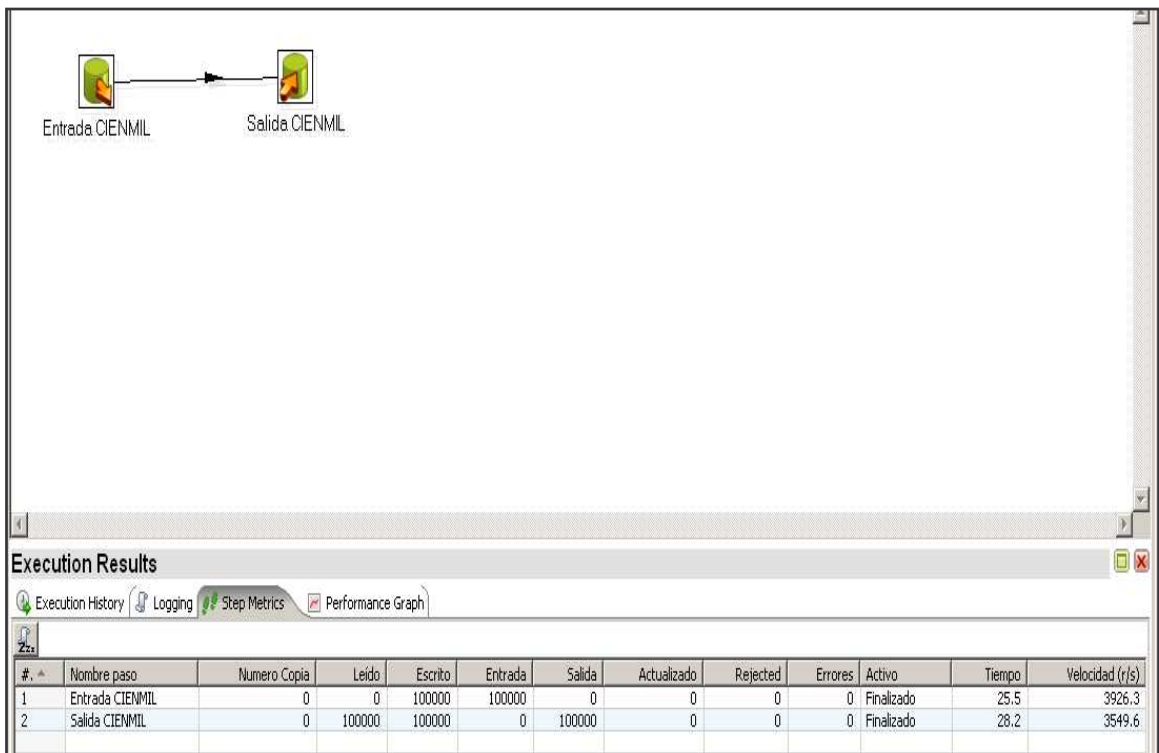 Entrada CIENMIL
Salida CIENMIL
Execution Results
Execution History Logging Step Metrics Performance Graph
#. Nombre paso Numero Copia Leído Escrito Entrada Salida Actualizado Rejected Errores Activo Tiempo Velocidad (r/s)
1 Entrada CIENMIL 0 0 100000 100000 0 0 0 0 Finalizado 25.5 3926.3
2 Salida CIENMIL 0 100000 100000 0 100000 0 0 0 Finalizado 28.2 3549.6